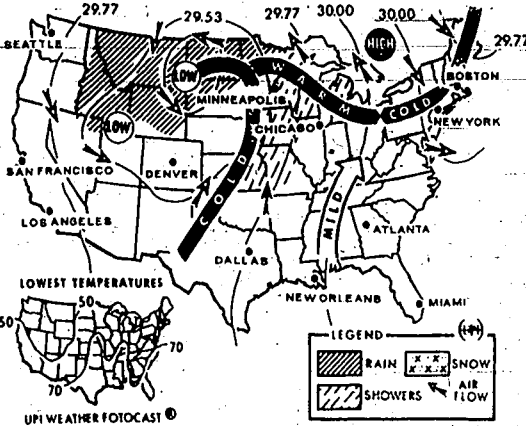 29.77
29.53
29.77
30.00
30.00
29.77
SEATTLE
HIGH
LOW
WARM
BOSTON
MINNEAPOLIS
COLD
NEW YORK
LOW
CHICAGO
SAN FRANCISCO
DENVER
COLD
MILD
LOS ANGELES
ATLANTA
DALLAS
LOWEST TEMPERATURES
NEW ORLEANS
MIAMI
50
50
70
70
LEGEND
RAIN
SNOW
SHOWERS
AIR
FLOW
UPI WEATHER FOTOCAST ®